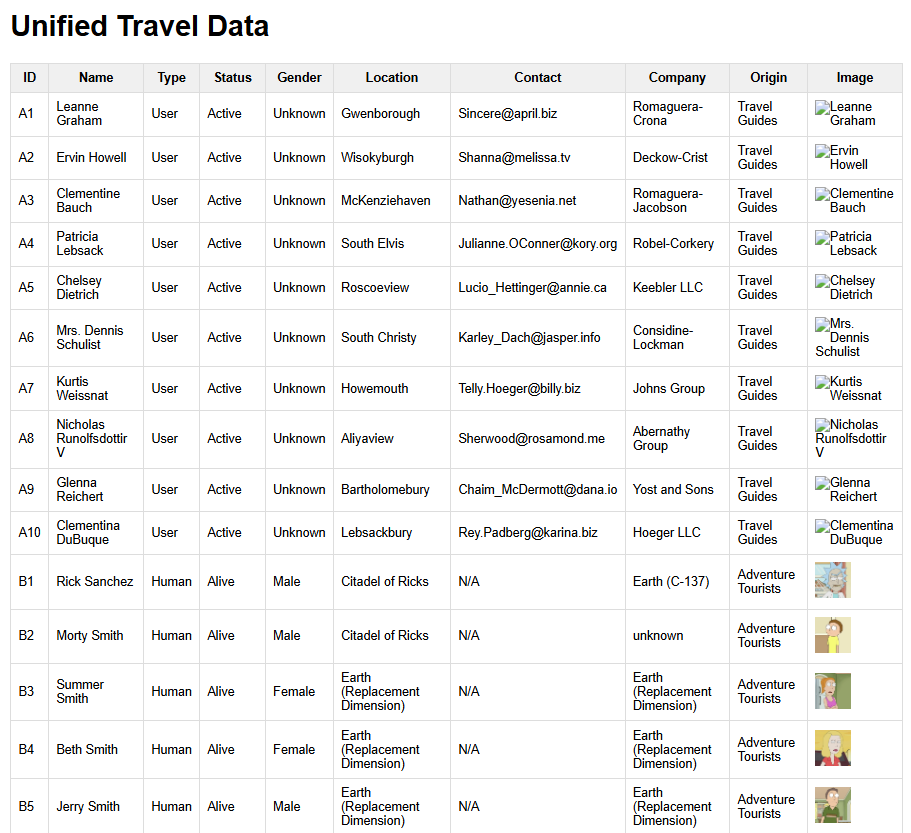 Unified Travel Data
ID Name Type Status Gender Location Contact Company Origin Image
A1 Leanne Graham User Active Unknown Gwenborough Sincere@april.biz Romaguera-Crona Travel Guides Leanne Graham
A2 Ervin Howell User Active Unknown Wisokyburgh Shanna@melissa.tv Deckow-Crist Travel Guides Ervin Howell
A3 Clementine Bauch User Active Unknown McKenziehaven Nathan@yesenia.net Romaguera-Jacobson Travel Guides Clementine Bauch
A4 Patricia Lebsack User Active Unknown South Elvis Julianne.OConner@kory.org Robel-Corkery Travel Guides Patricia Lebsack
A5 Chelsey Dietrich User Active Unknown Roscoeview Lucio_Hettinger@annie.ca Keebler LLC Travel Guides Chelsey Dietrich
A6 Mrs. Dennis Schulist User Active Unknown South Christy Karley_Dach@jasper.info Considine-Lockman Travel Guides Mrs. Dennis Schulist
A7 Kurtis Weissnat User Active Unknown Howemouth Telly.Hoeger@billy.biz Johns Group Travel Guides Kurtis Weissnat
A8 Nicholas Runolfsdottir V User Active Unknown Aliyaview Sherwood@rosamond.me Abernathy Group Travel Guides Nicholas Runolfsdottir V
A9 Glenna Reichert User Active Unknown Bartholomebury Chaim_McDermott@dana.io Yost and Sons Travel Guides Glenna Reichert
A10 Clementina DuBuque User Active Unknown Lebsackbury Rey.Padberg@karina.biz Hoeger LLC Travel Guides Clementina DuBuque
B1 Rick Sanchez Human Alive Male Citadel of Ricks N/A Earth (C-137) Adventure Tourists
B2 Morty Smith Human Alive Male Citadel of Ricks N/A unknown Adventure Tourists
B3 Summer Smith Human Alive Female Earth (Replacement Dimension) N/A Earth (Replacement Dimension) Adventure Tourists
B4 Beth Smith Human Alive Female Earth (Replacement Dimension) N/A Earth (Replacement Dimension) Adventure Tourists
B5 Jerry Smith Human Alive Male Earth (Replacement Dimension) N/A Earth (Replacement Dimension) Adventure Tourists